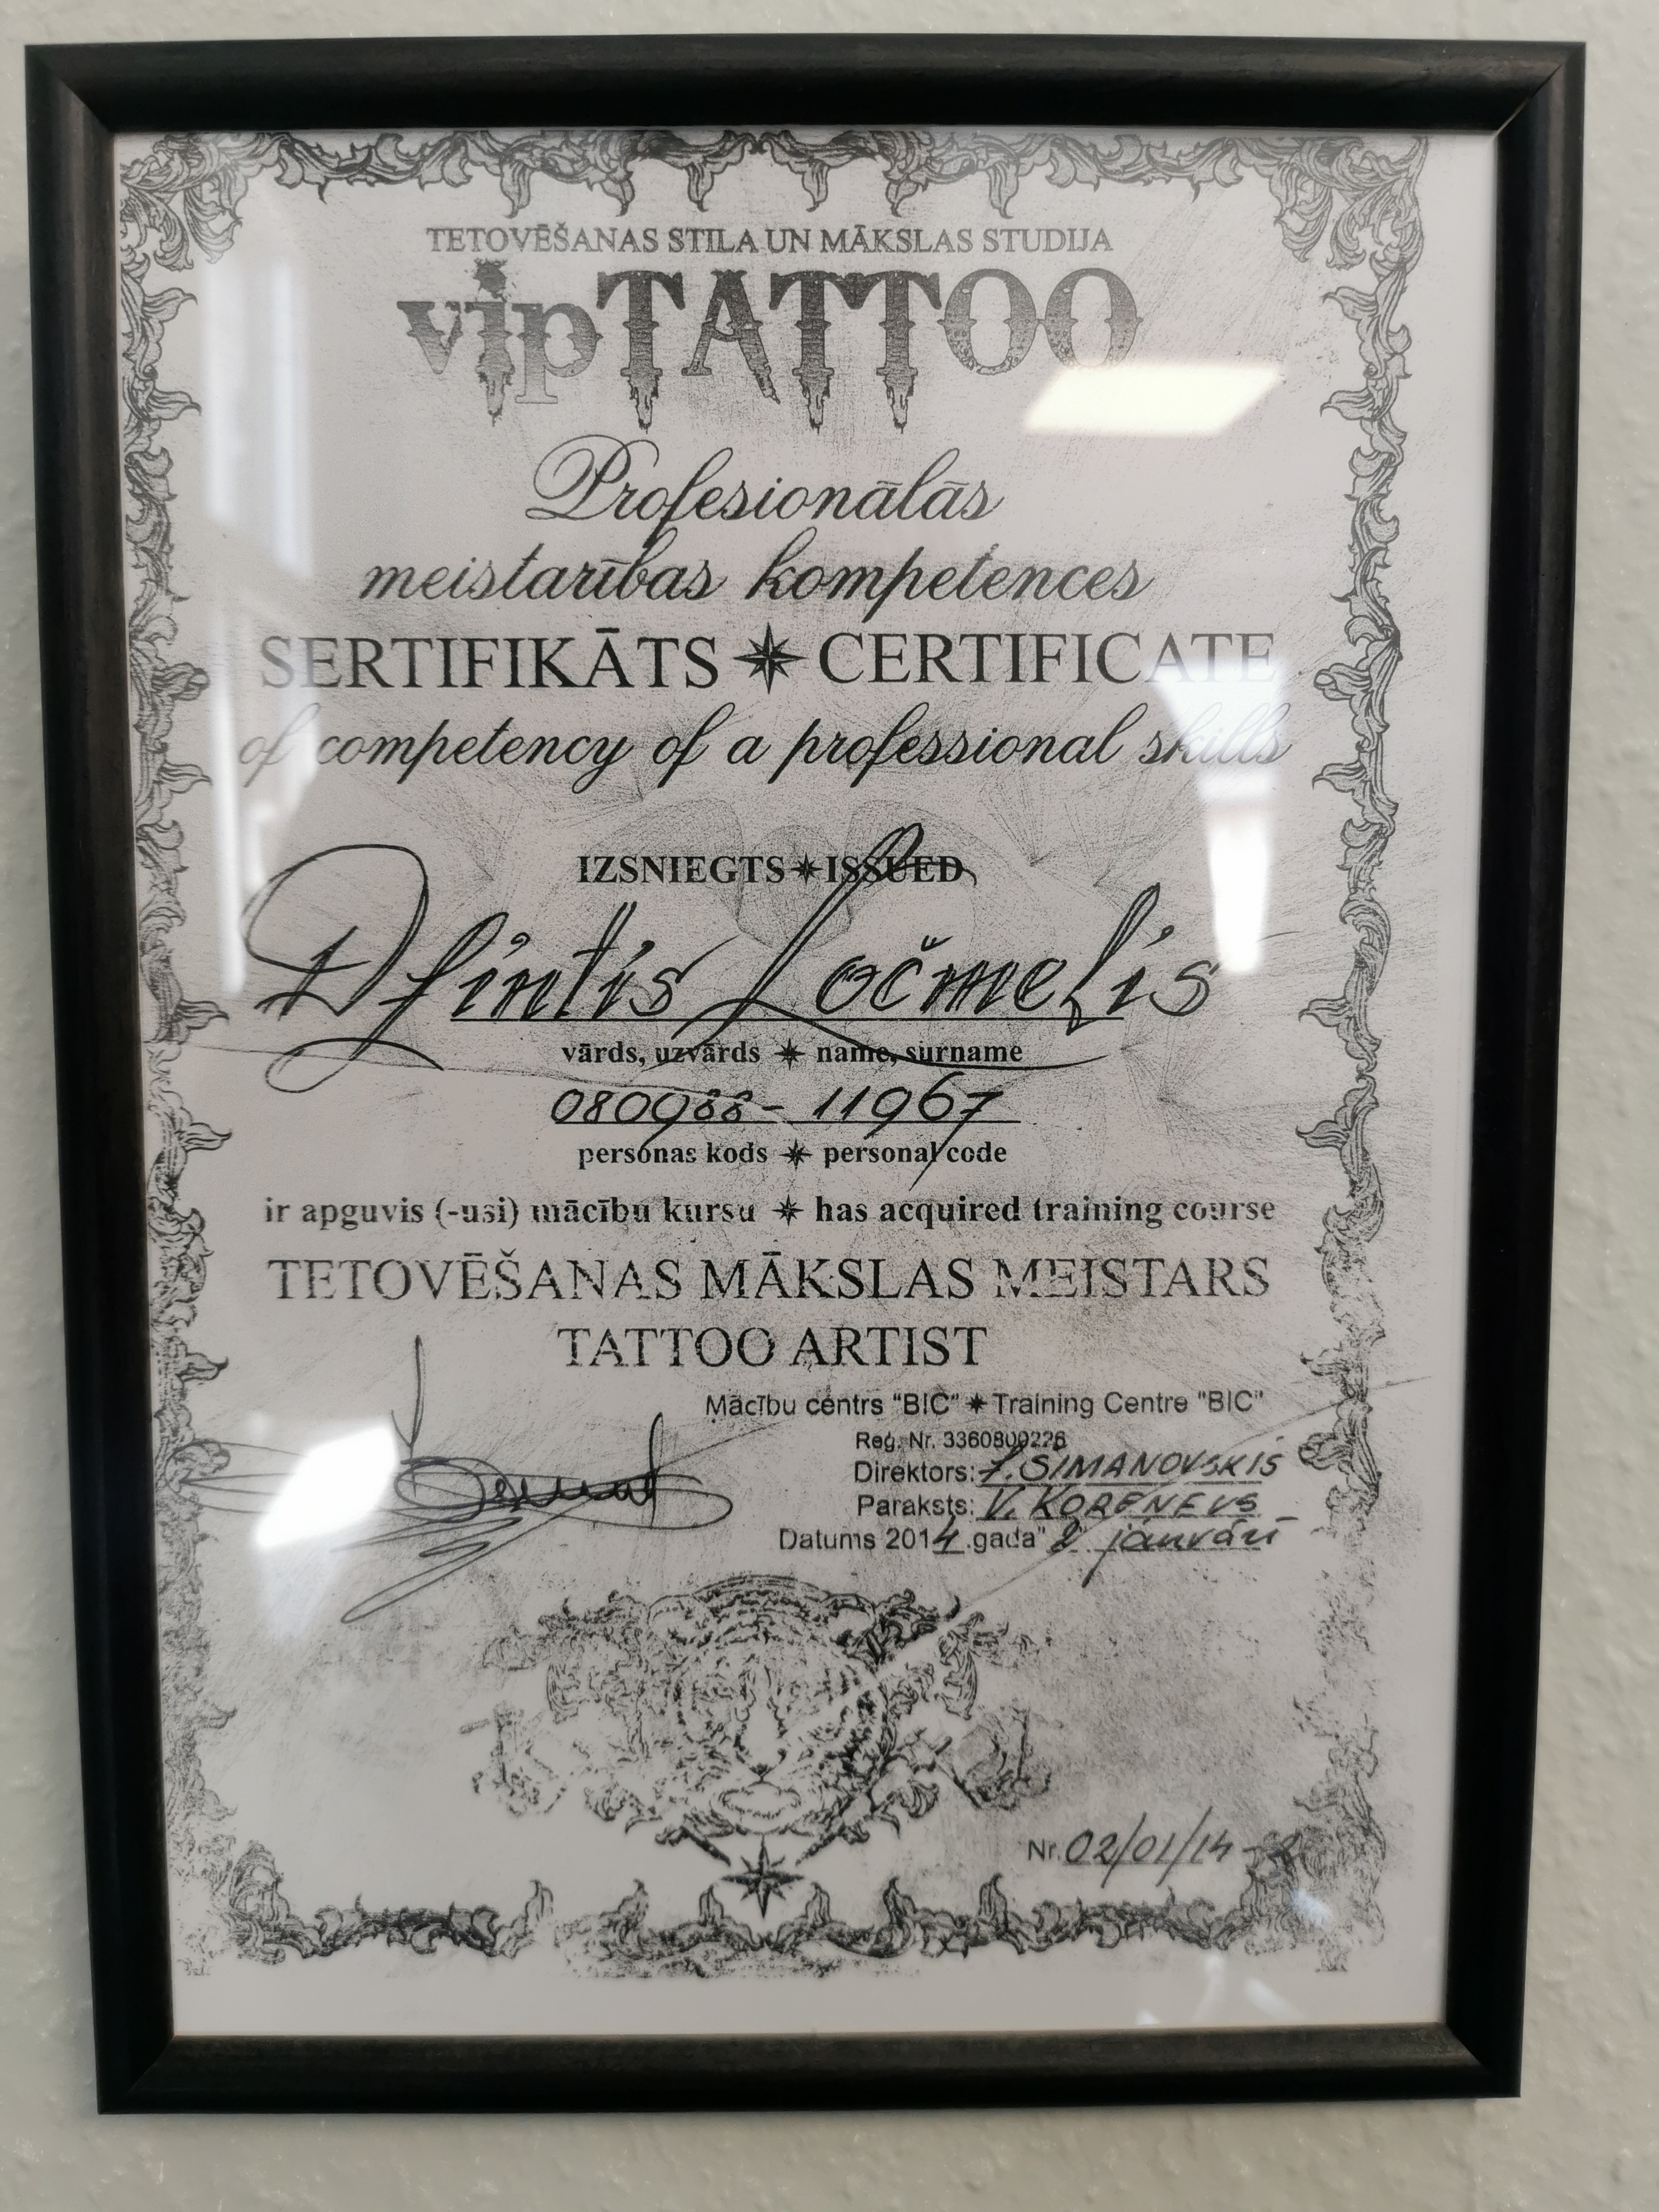 TETOVĒŠANAS STILA UN MĀKSLAS STUDIJA
vipTATTOO
Profesionālās
meistarības kompetences
SERTIFIKĀTS CERTIFICATE
of competency of a professional skills
IZSNIEGTS ISSUED
Dfintis Ločmelis
vārds, uzvārds name, surname
080988- 11967
personas kods personal code
ir apguvis (-usi) mācību kursu has acquired training course
TETOVĒŠANAS MĀKSLAS MEISTARS
TATTOO ARTIST
Mācību centrs "BIC" Training Centre "BIC"
Reģ. Nr. 3360800226
Direktors: SIMANOVSKIS
Paraksts: V. KOREŅEVS
Datums 2014.gada" " janvārī
Nr. 02/01/14